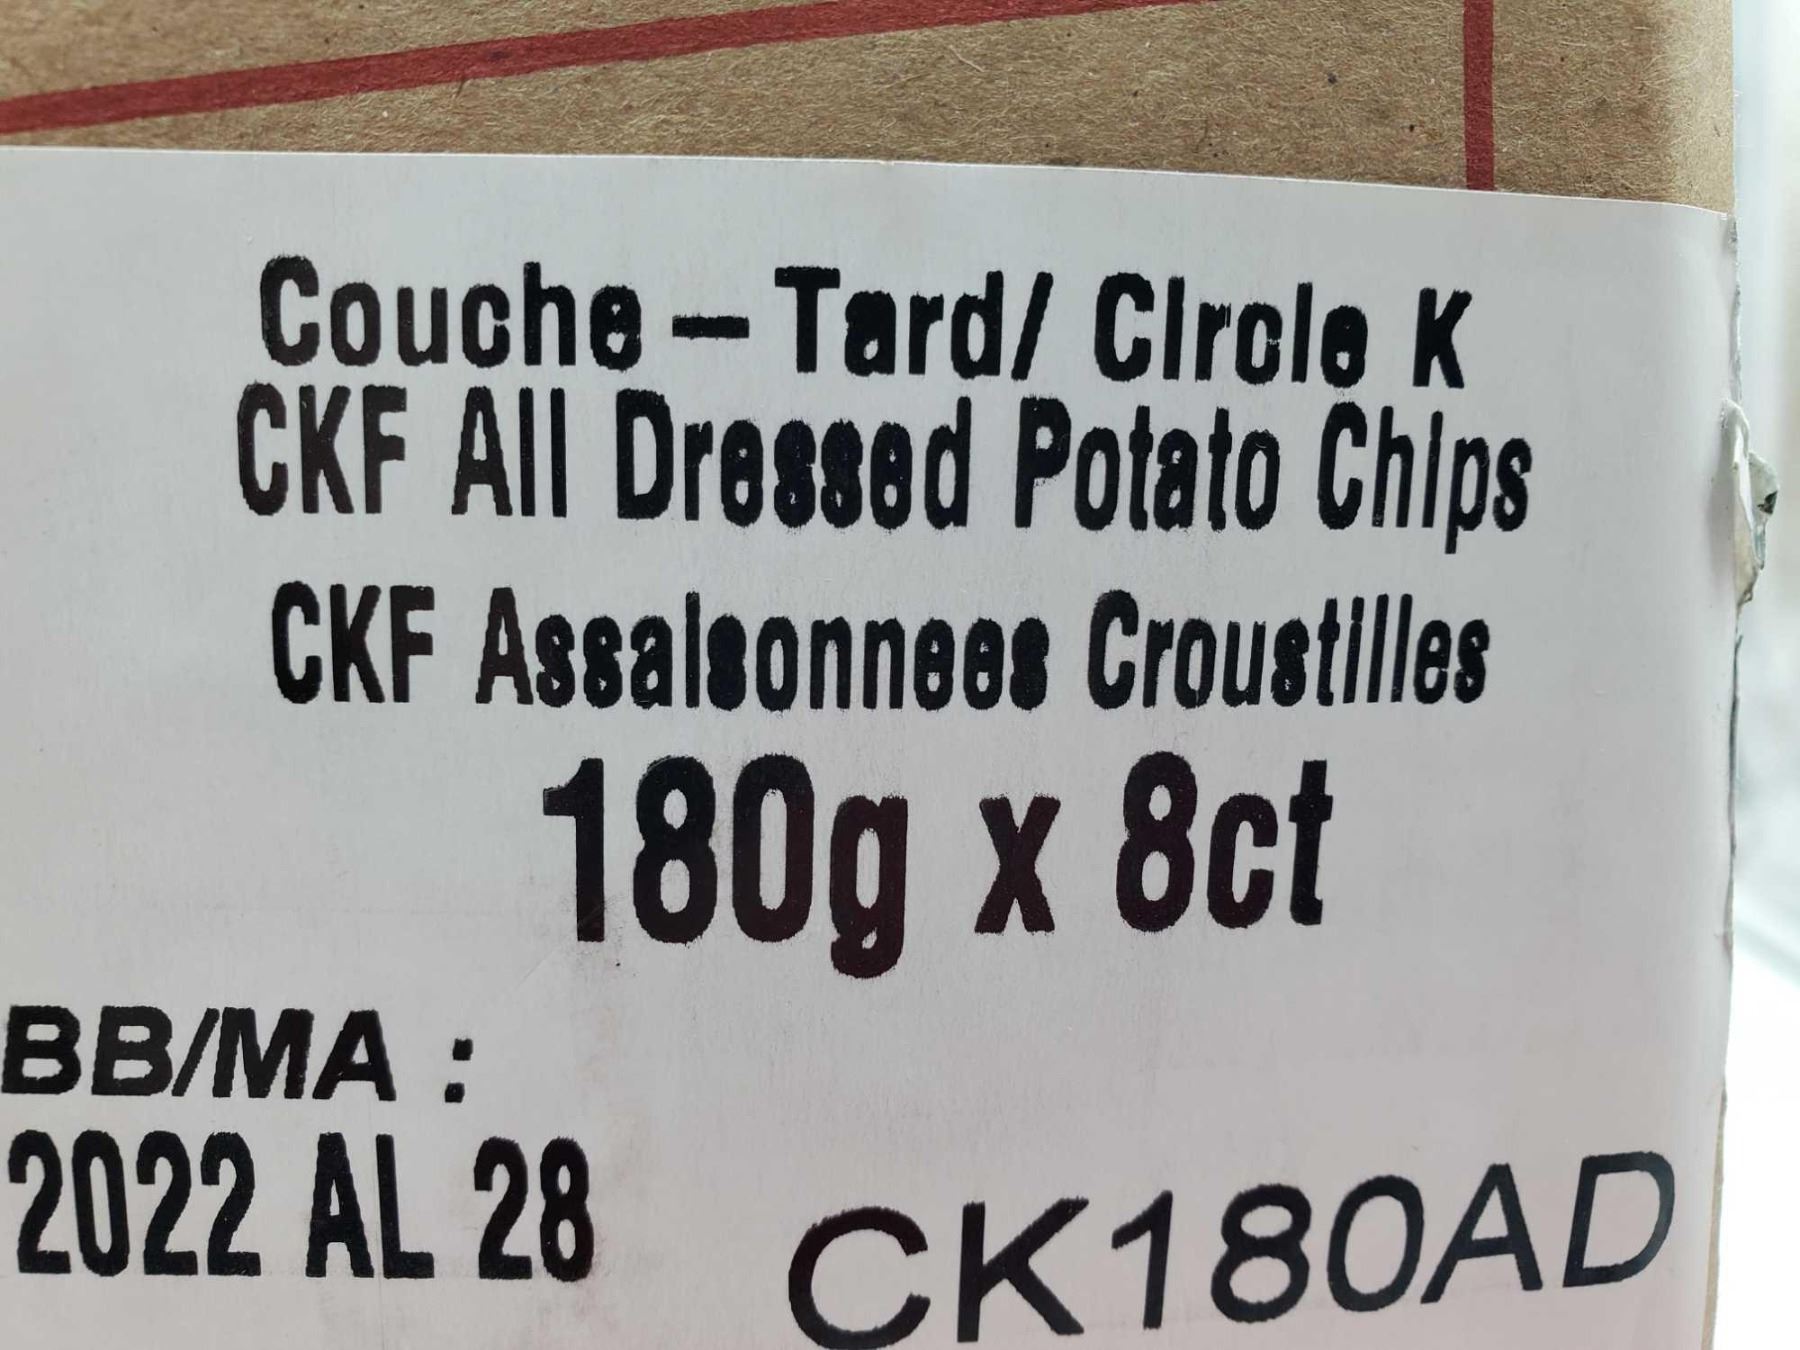 Couche – Tard/ Circle K
CKF All Dressed Potato Chips
CKF Assaisonnees Croustilles
180g x 8ct
BB/MA :
2022 AL 28
CK180AD